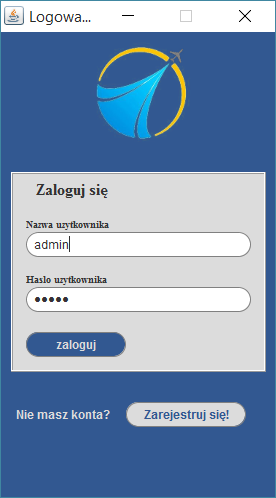 Logowa...
Zaloguj się
Nazwa uzytkownika
admin
Haslo uzytkownika
•••••
zaloguj
Nie masz konta? Zarejestruj się!